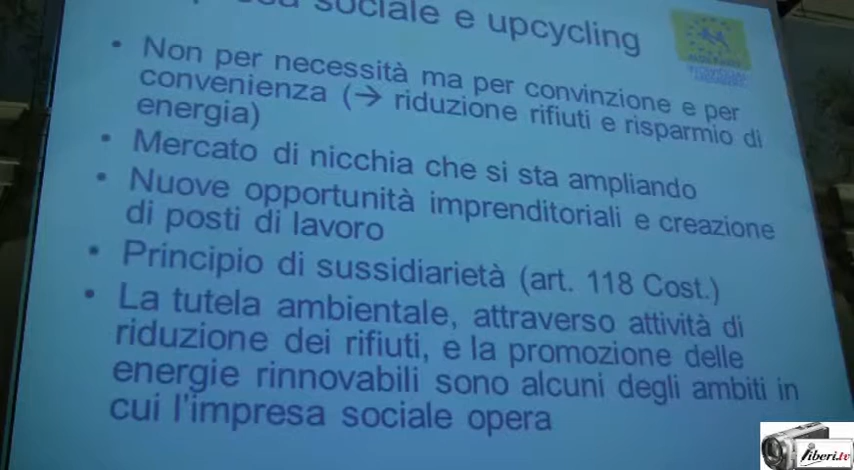 sociale e upcycling
• Non per necessità ma per convinzione e per
convenienza (→ riduzione rifiuti e risparmio di
energia)
• Mercato di nicchia che si sta ampliando
• Nuove opportunità imprenditoriali e creazione
di posti di lavoro
• Principio di sussidiarietà (art. 118 Cost.)
• La tutela ambientale, attraverso attività di
riduzione dei rifiuti, e la promozione delle
energie rinnovabili sono alcuni degli ambiti in
cui l'impresa sociale opera
liberi.tv